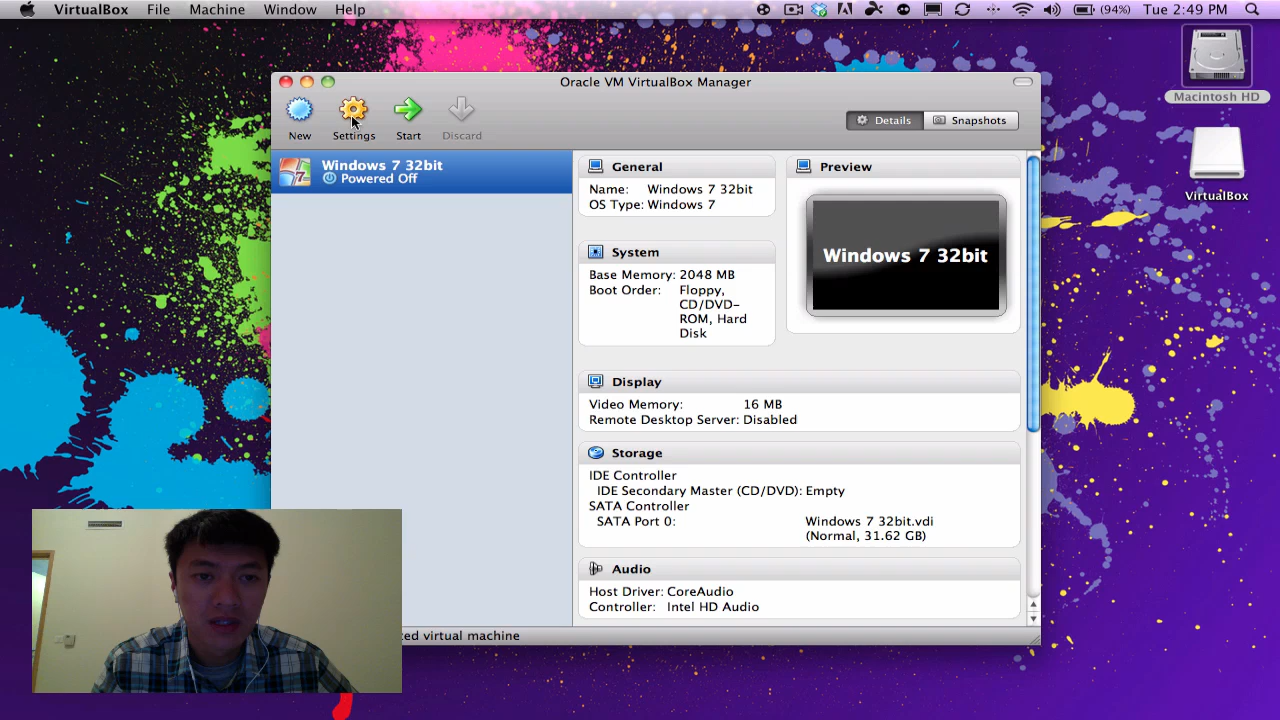 VirtualBox File Machine Window Help (94%) Tue 2:49 PM
Macintosh HD
VirtualBox
Oracle VM VirtualBox Manager
New Settings Start Discard
Details Snapshots
Windows 7 32bit
Powered Off
General
Name: Windows 7 32bit
OS Type: Windows 7
Preview
Windows 7 32bit
System
Base Memory: 2048 MB
Boot Order: Floppy,
CD/DVD-
ROM, Hard
Disk
Display
Video Memory: 16 MB
Remote Desktop Server: Disabled
Storage
IDE Controller
IDE Secondary Master (CD/DVD): Empty
SATA Controller
SATA Port 0: Windows 7 32bit.vdi
(Normal, 31.62 GB)
Audio
Host Driver: CoreAudio
Controller: Intel HD Audio
virtual machine